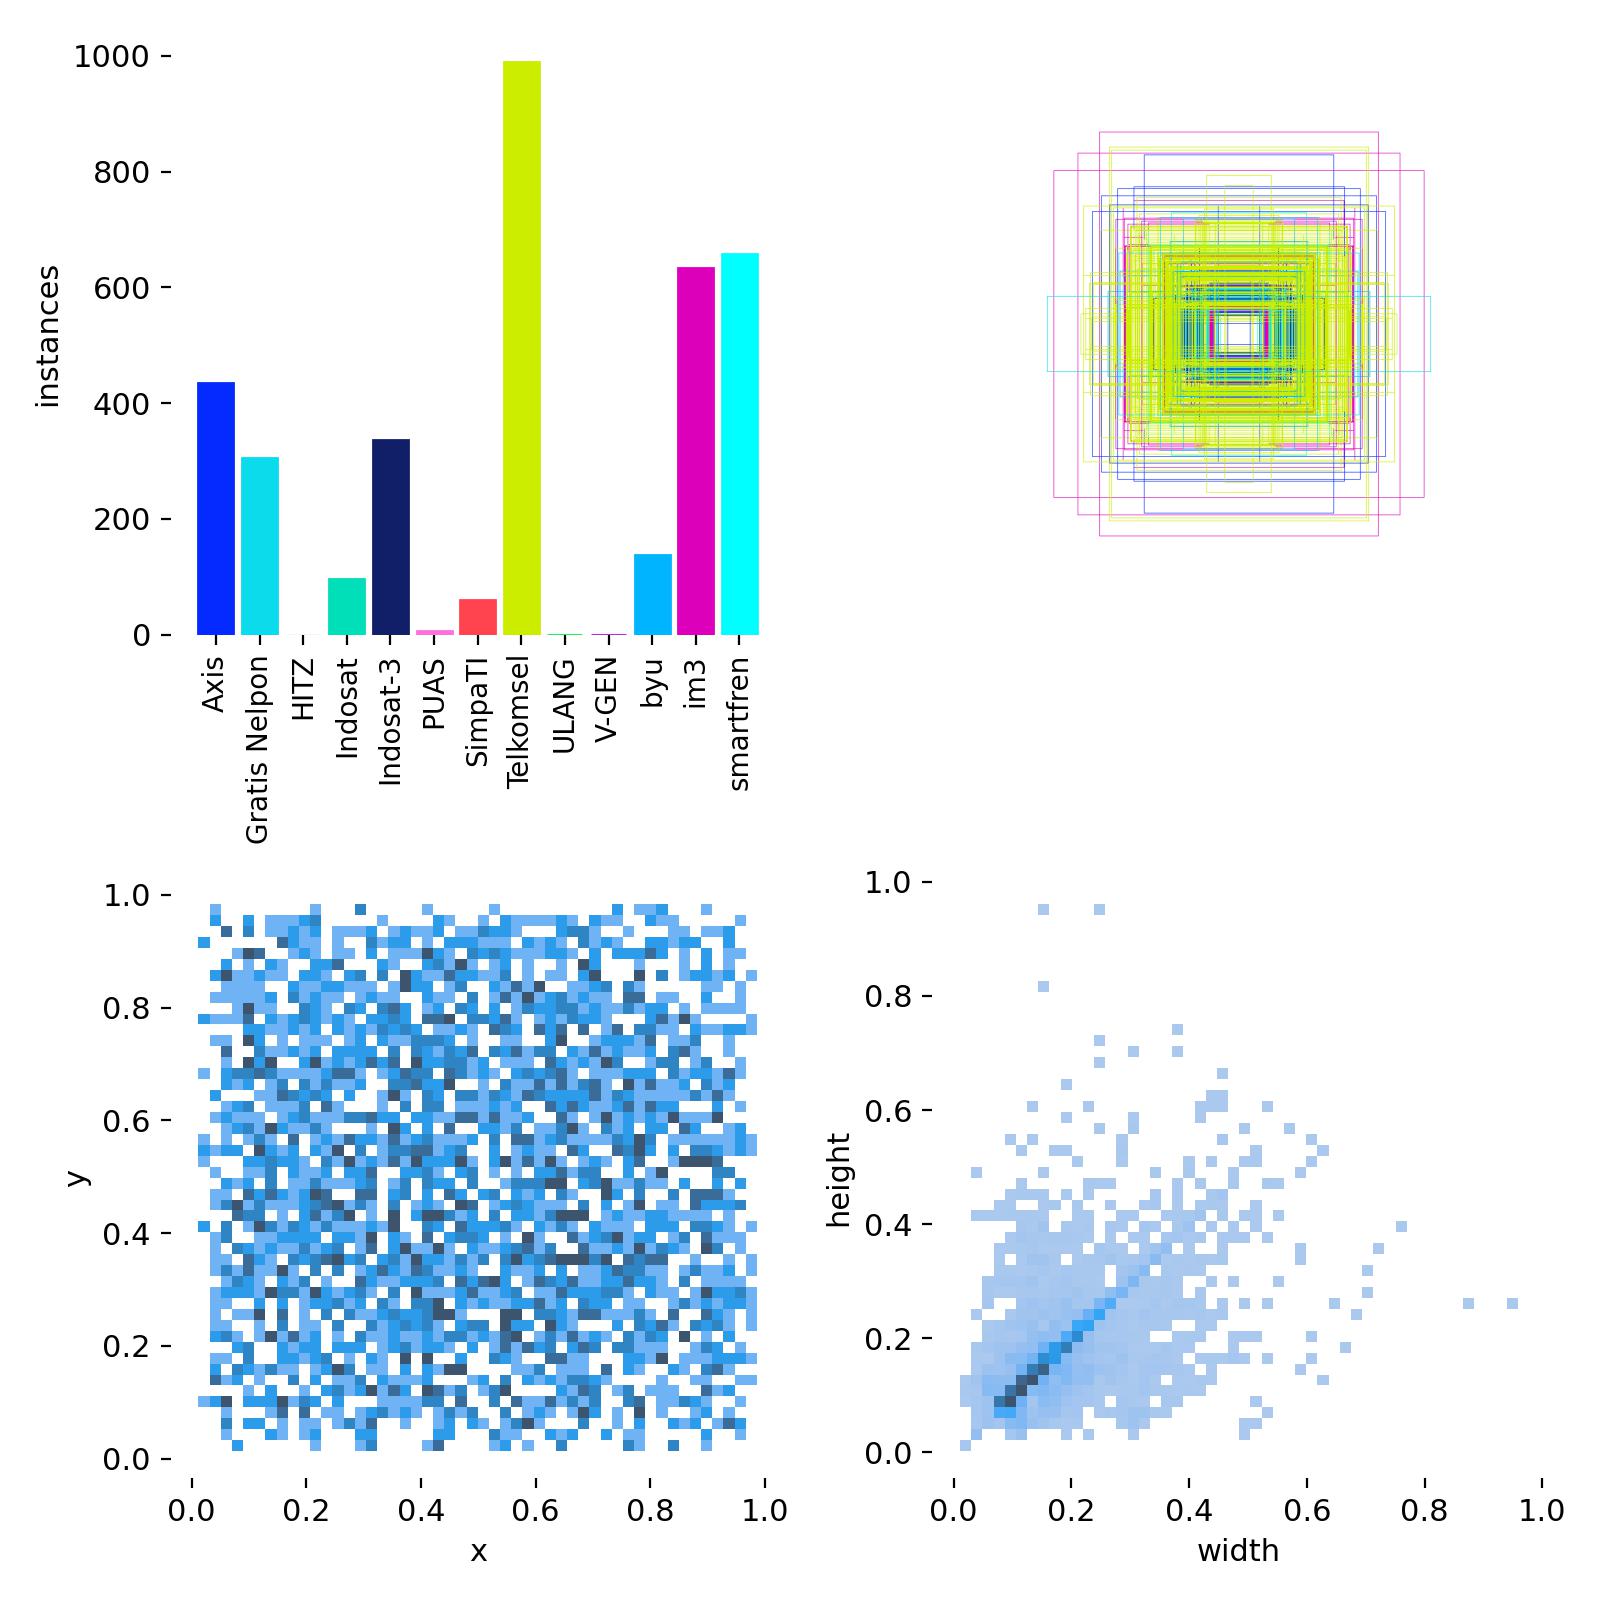 1000
800
600
400
200
0
instances
Axis
Gratis Nelpon
HITZ
Indosat
Indosat-3
PUAS
SimpaTI
Telkomsel
ULANG
V-GEN
byu
im3
smartfren
1.0
0.8
0.6
0.4
0.2
0.0
y
0.0 0.2 0.4 0.6 0.8 1.0
x
1.0
0.8
0.6
0.4
0.2
0.0
height
0.0 0.2 0.4 0.6 0.8 1.0
width